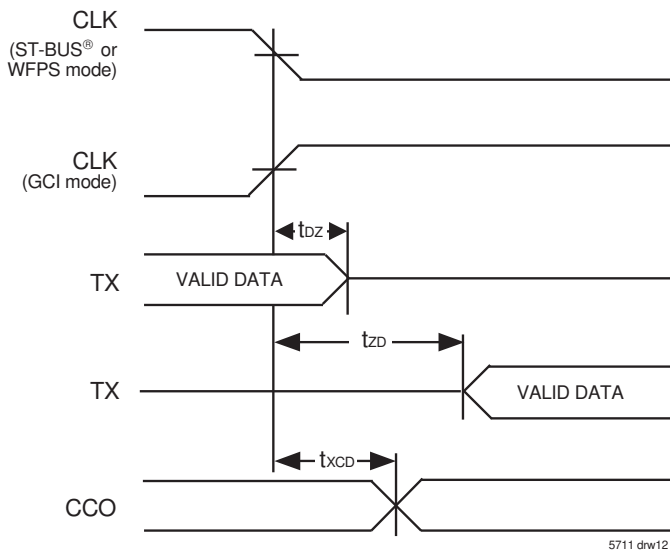 CLK
(ST-BUS® or
WFPS mode)
CLK
(GCI mode)
tDZ
TX
VALID DATA
tZD
TX
VALID DATA
tXCD
CCO
5711 drw12